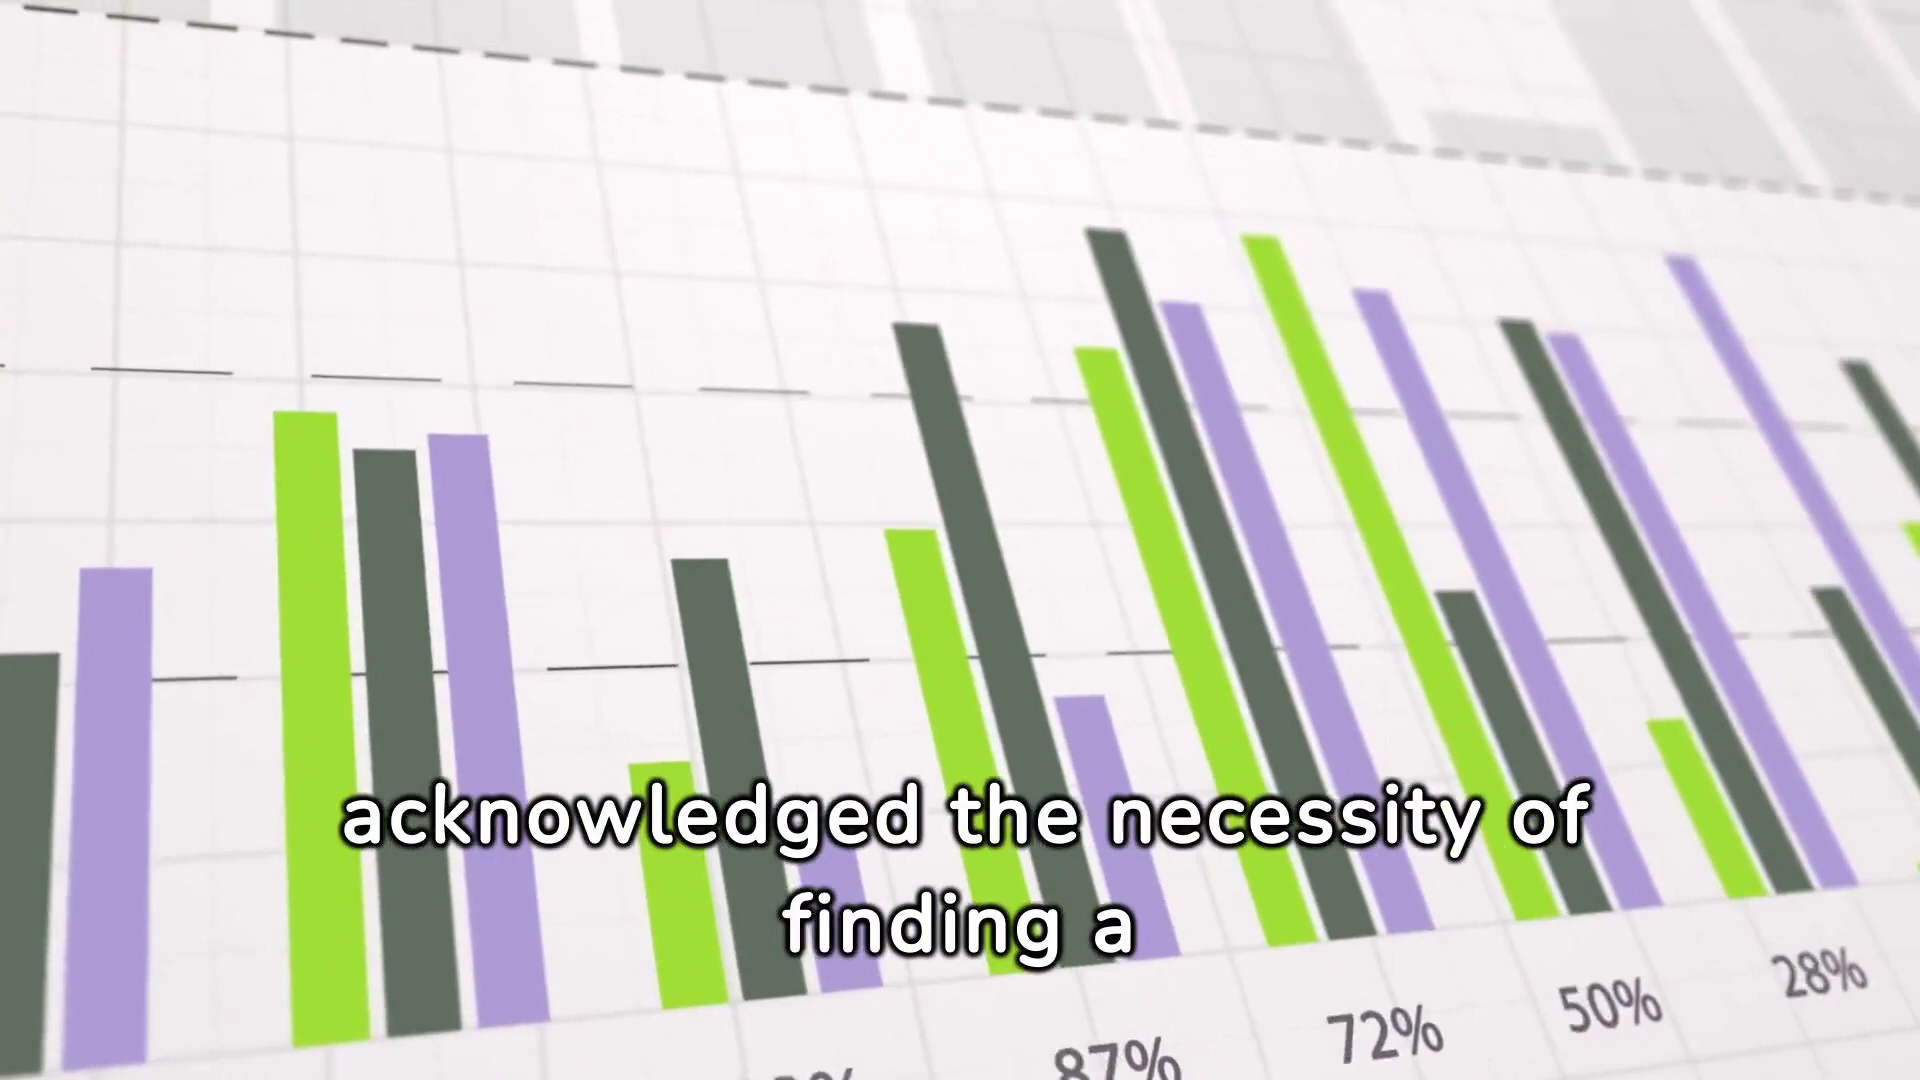 acknowledged the necessity of
finding a
87%
72%
50%
28%